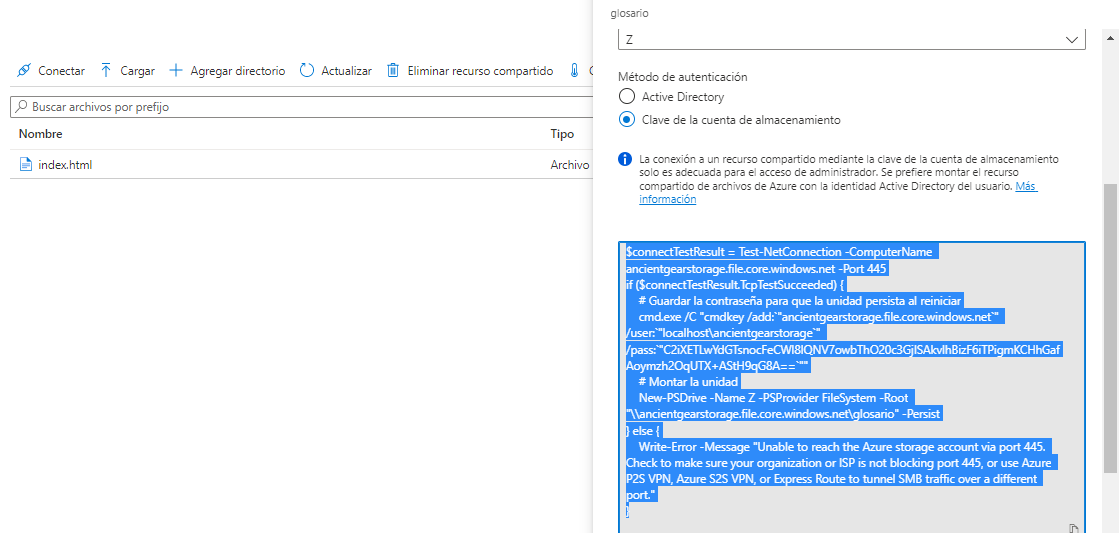 glosario
Z
Conectar Cargar Agregar directorio Actualizar Eliminar recurso compartido
Buscar archivos por prefijo
Nombre Tipo
index.html Archivo
Método de autenticación
Active Directory
Clave de la cuenta de almacenamiento
La conexión a un recurso compartido mediante la clave de la cuenta de almacenamiento
solo es adecuada para el acceso de administrador. Se prefiere montar el recurso
compartido de archivos de Azure con la identidad Active Directory del usuario. Más
información
$connectTestResult = Test-NetConnection -ComputerName
ancientgearstorage.file.core.windows.net -Port 445
if ($connectTestResult.TcpTestSucceeded) {
# Guardar la contraseña para que la unidad persista al reiniciar
cmd.exe /C "cmdkey /add:`"ancientgearstorage.file.core.windows.net`"
/user:`"localhost\ancientgearstorage`"
# Montar la unidad
New-PSDrive -Name Z -PSProvider FileSystem -Root
"\\ancientgearstorage.file.core.windows.net\glosario" -Persist
} else {
Write-Error -Message "Unable to reach the Azure storage account via port 445.
Check to make sure your organization or ISP is not blocking port 445, or use Azure
P2S VPN, Azure S2S VPN, or Express Route to tunnel SMB traffic over a different
port."
}